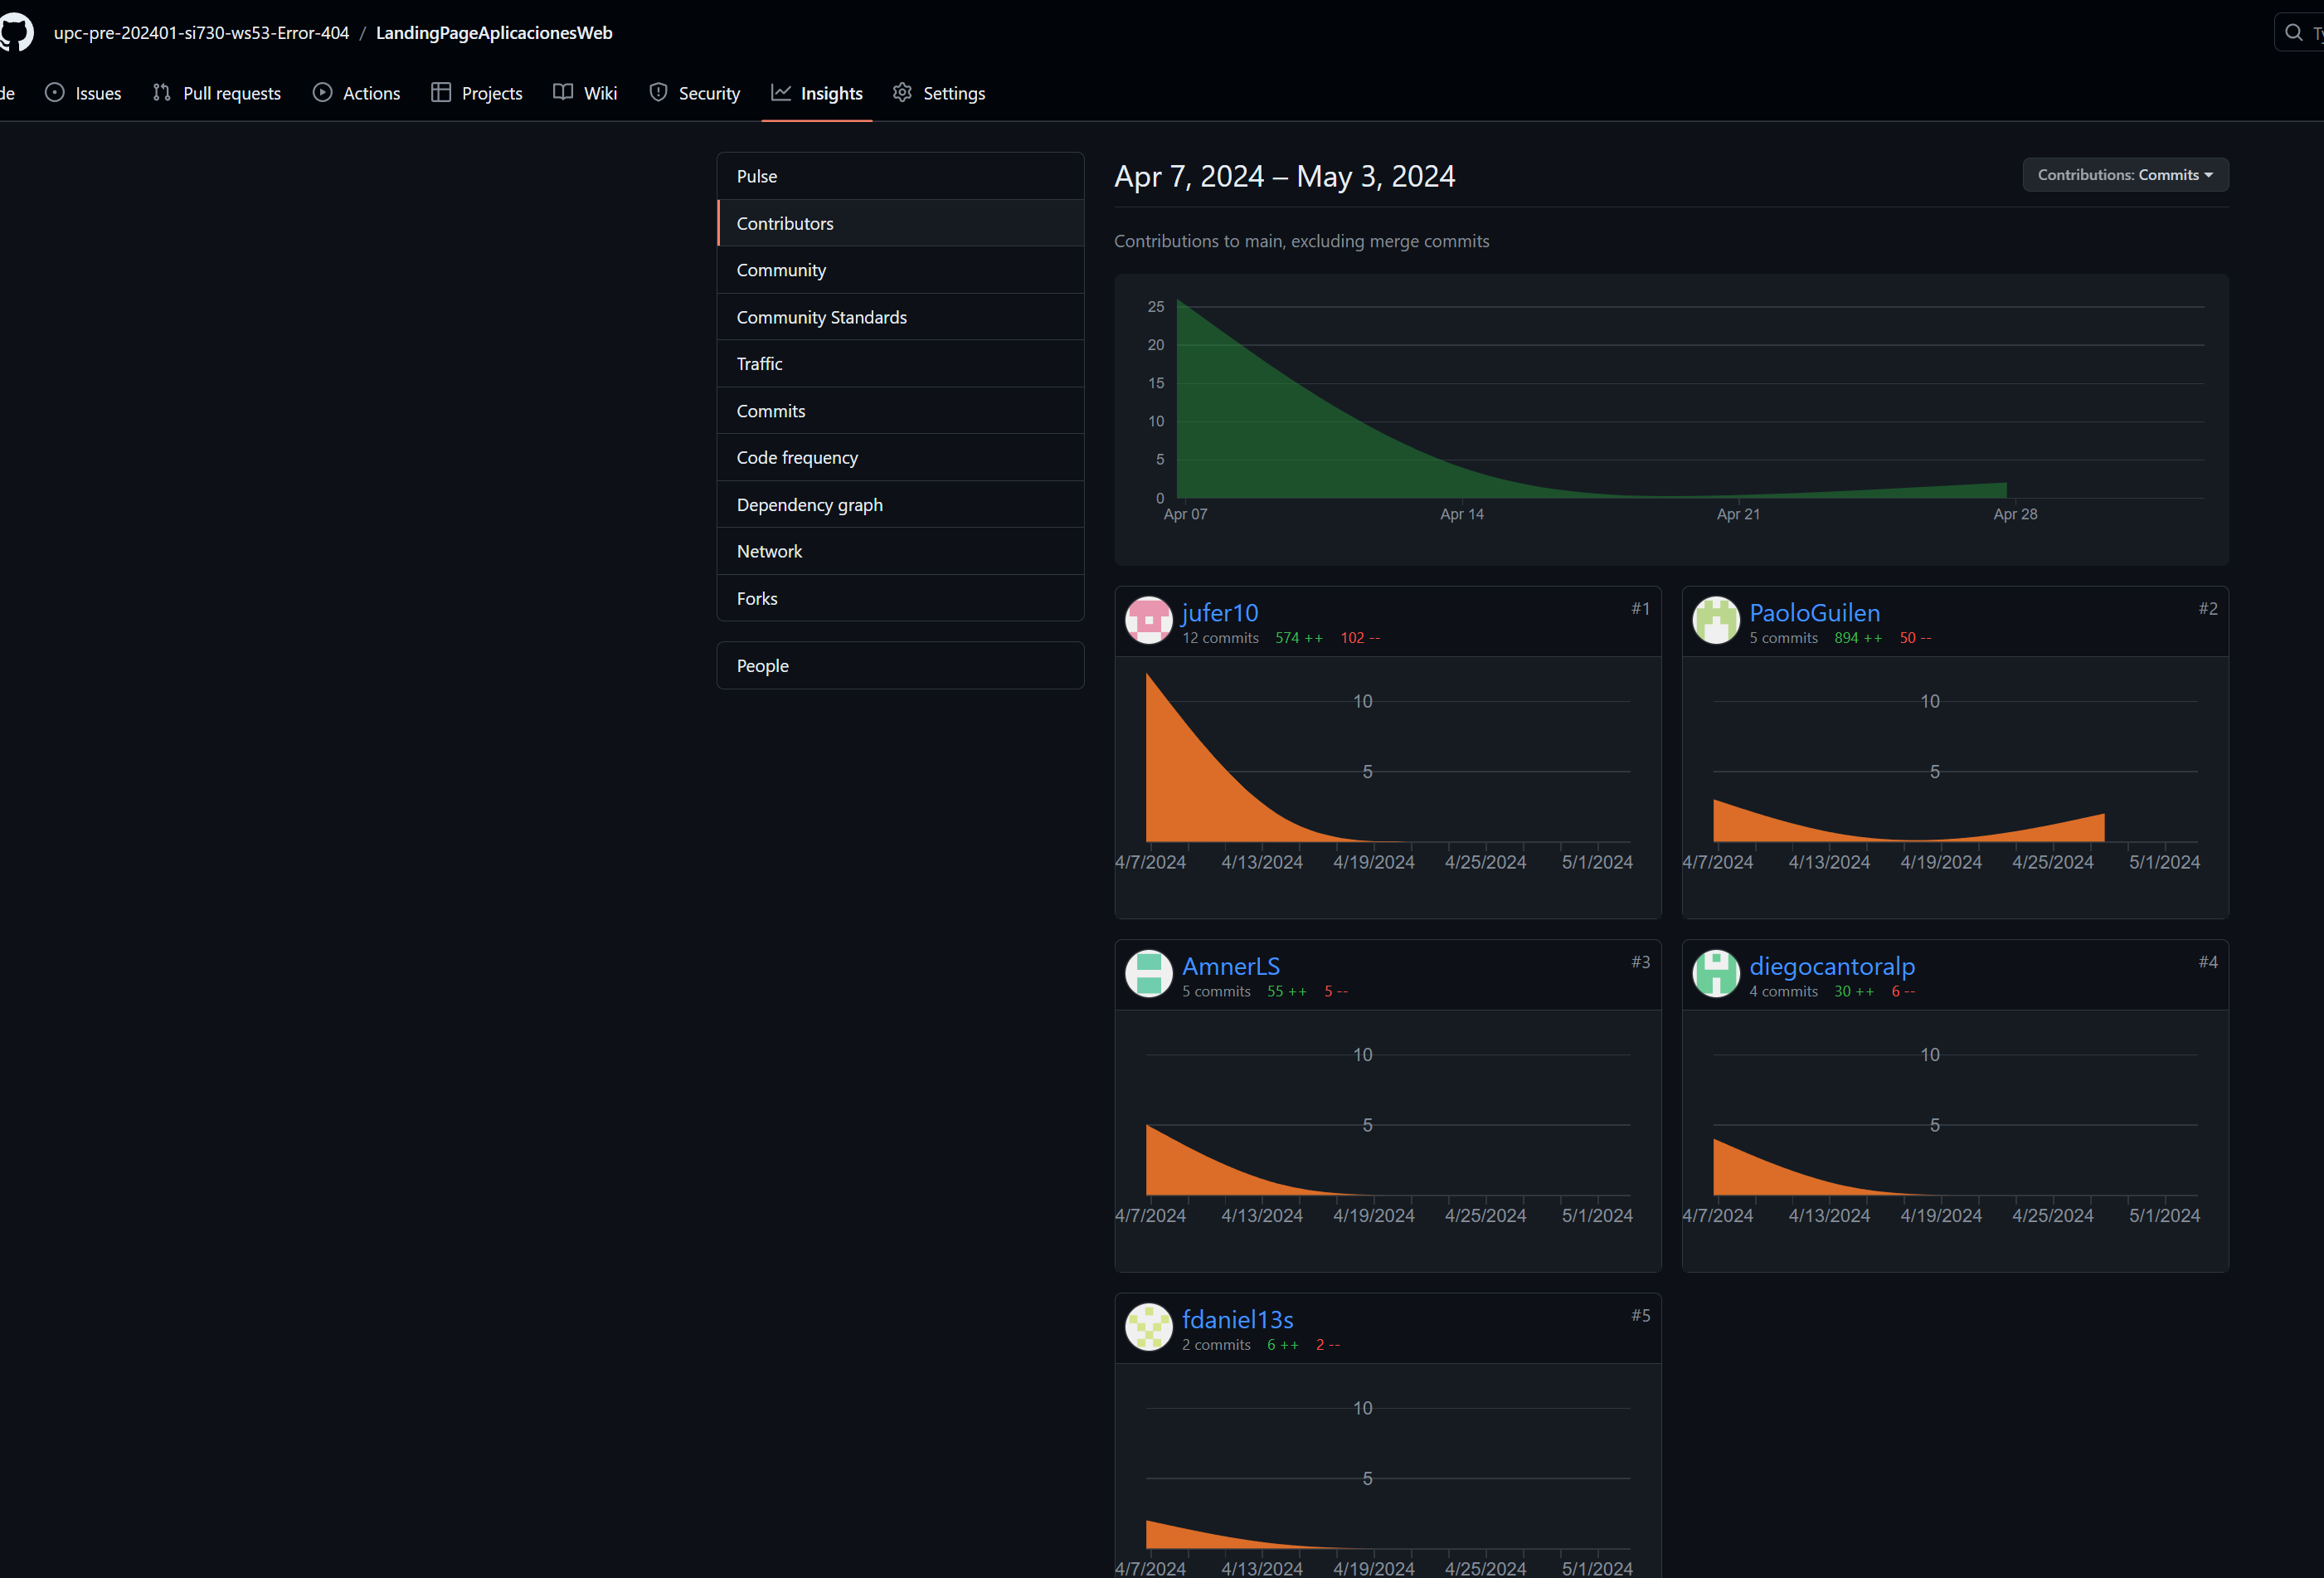 upc-pre-202401-si730-ws53-Error-404 / LandingPageAplicacionesWeb
Issues Pull requests Actions Projects Wiki Security Insights Settings
Pulse
Contributors
Community
Community Standards
Traffic
Commits
Code frequency
Dependency graph
Network
Forks
People
Apr 7, 2024 – May 3, 2024
Contributions: Commits
Contributions to main, excluding merge commits
25
20
15
10
5
0
Apr 07 Apr 14 Apr 21 Apr 28
jufer10 #1
12 commits 574 ++ 102 --
10
5
4/7/2024 4/13/2024 4/19/2024 4/25/2024 5/1/2024
PaoloGuilen #2
5 commits 894 ++ 50 --
10
5
4/7/2024 4/13/2024 4/19/2024 4/25/2024 5/1/2024
AmnerLS #3
5 commits 55 ++ 5 --
10
5
4/7/2024 4/13/2024 4/19/2024 4/25/2024 5/1/2024
diegocantoralp #4
4 commits 30 ++ 6 --
10
5
4/7/2024 4/13/2024 4/19/2024 4/25/2024 5/1/2024
fdaniel13s #5
2 commits 6 ++ 2 --
10
5
4/7/2024 4/13/2024 4/19/2024 4/25/2024 5/1/2024